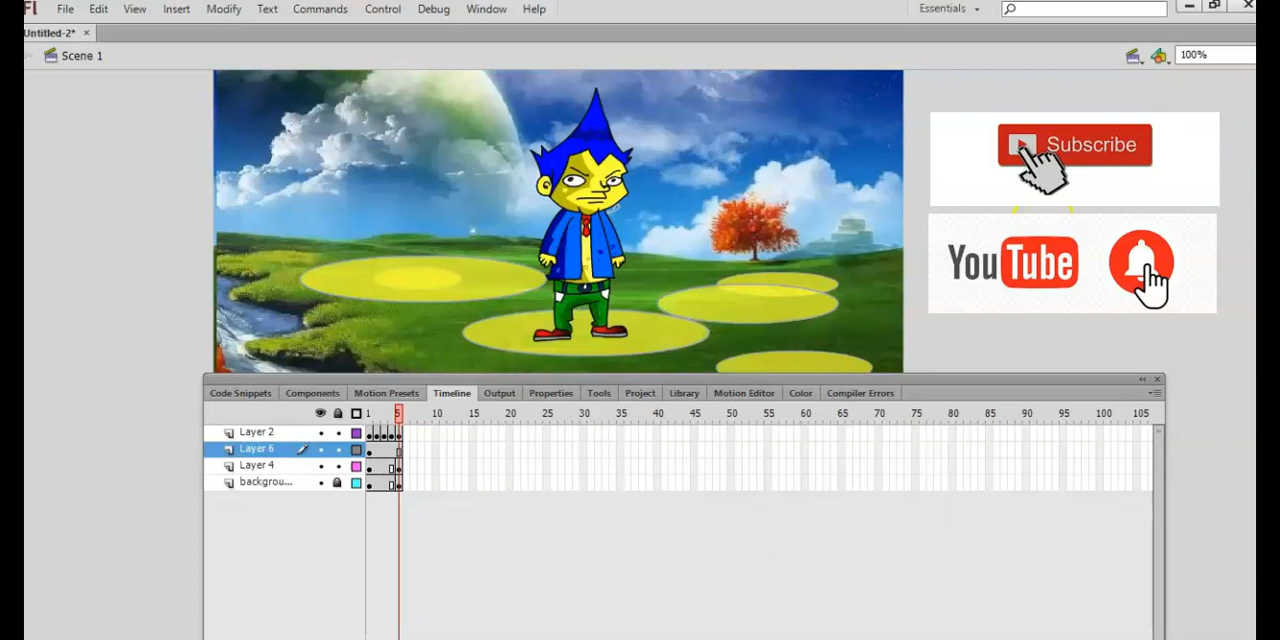 Fl File Edit View Insert Modify Text Commands Control Debug Window Help Essentials
Untitled-2* ×
Scene 1 100%
Subscribe
You Tube
Code Snippets Components Motion Presets Timeline Output Properties Tools Project Library Motion Editor Color Compiler Errors
1 5 10 15 20 25 30 35 40 45 50 55 60 65 70 75 80 85 90 95 100 105
Layer 2
Layer 6
Layer 4
backgrou...